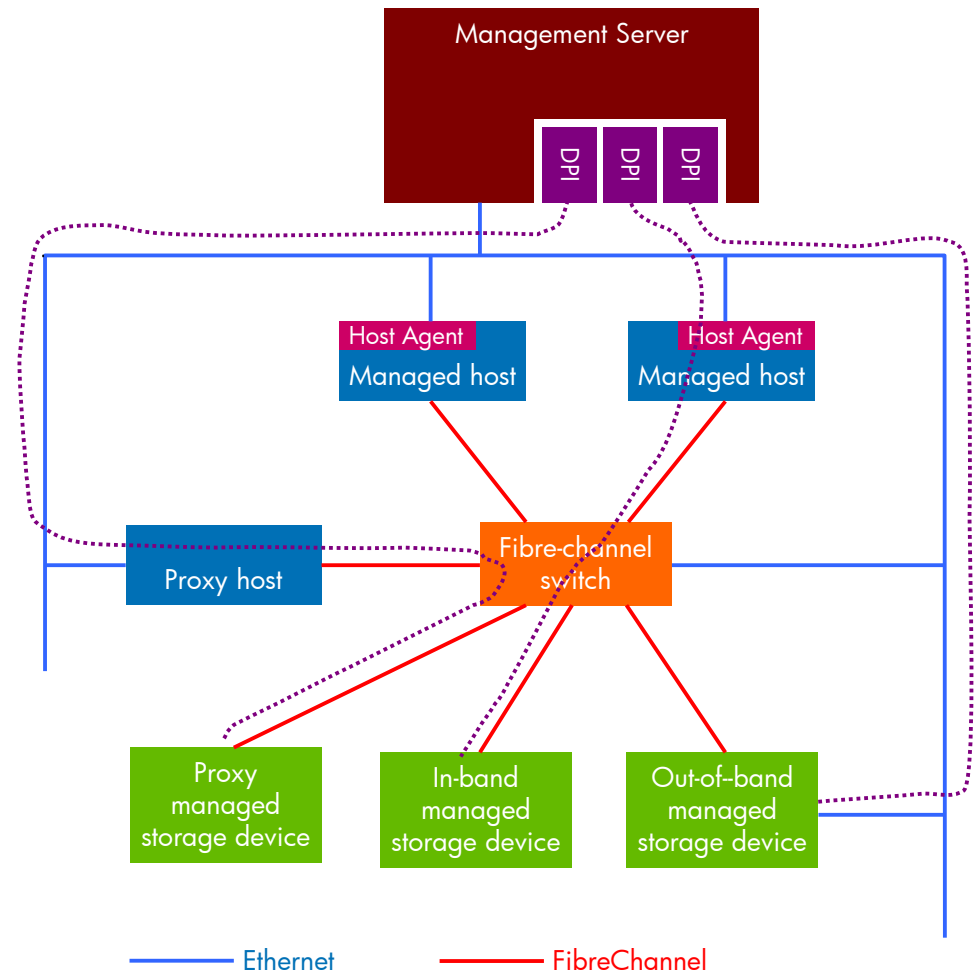 Management Server
DPI
DPI
DPI
Host Agent
Managed host
Host Agent
Managed host
Proxy host
Fibre-channel
switch
Proxy
managed
storage device
In-band
managed
storage device
Out-of–band
managed
storage device
Ethernet
FibreChannel